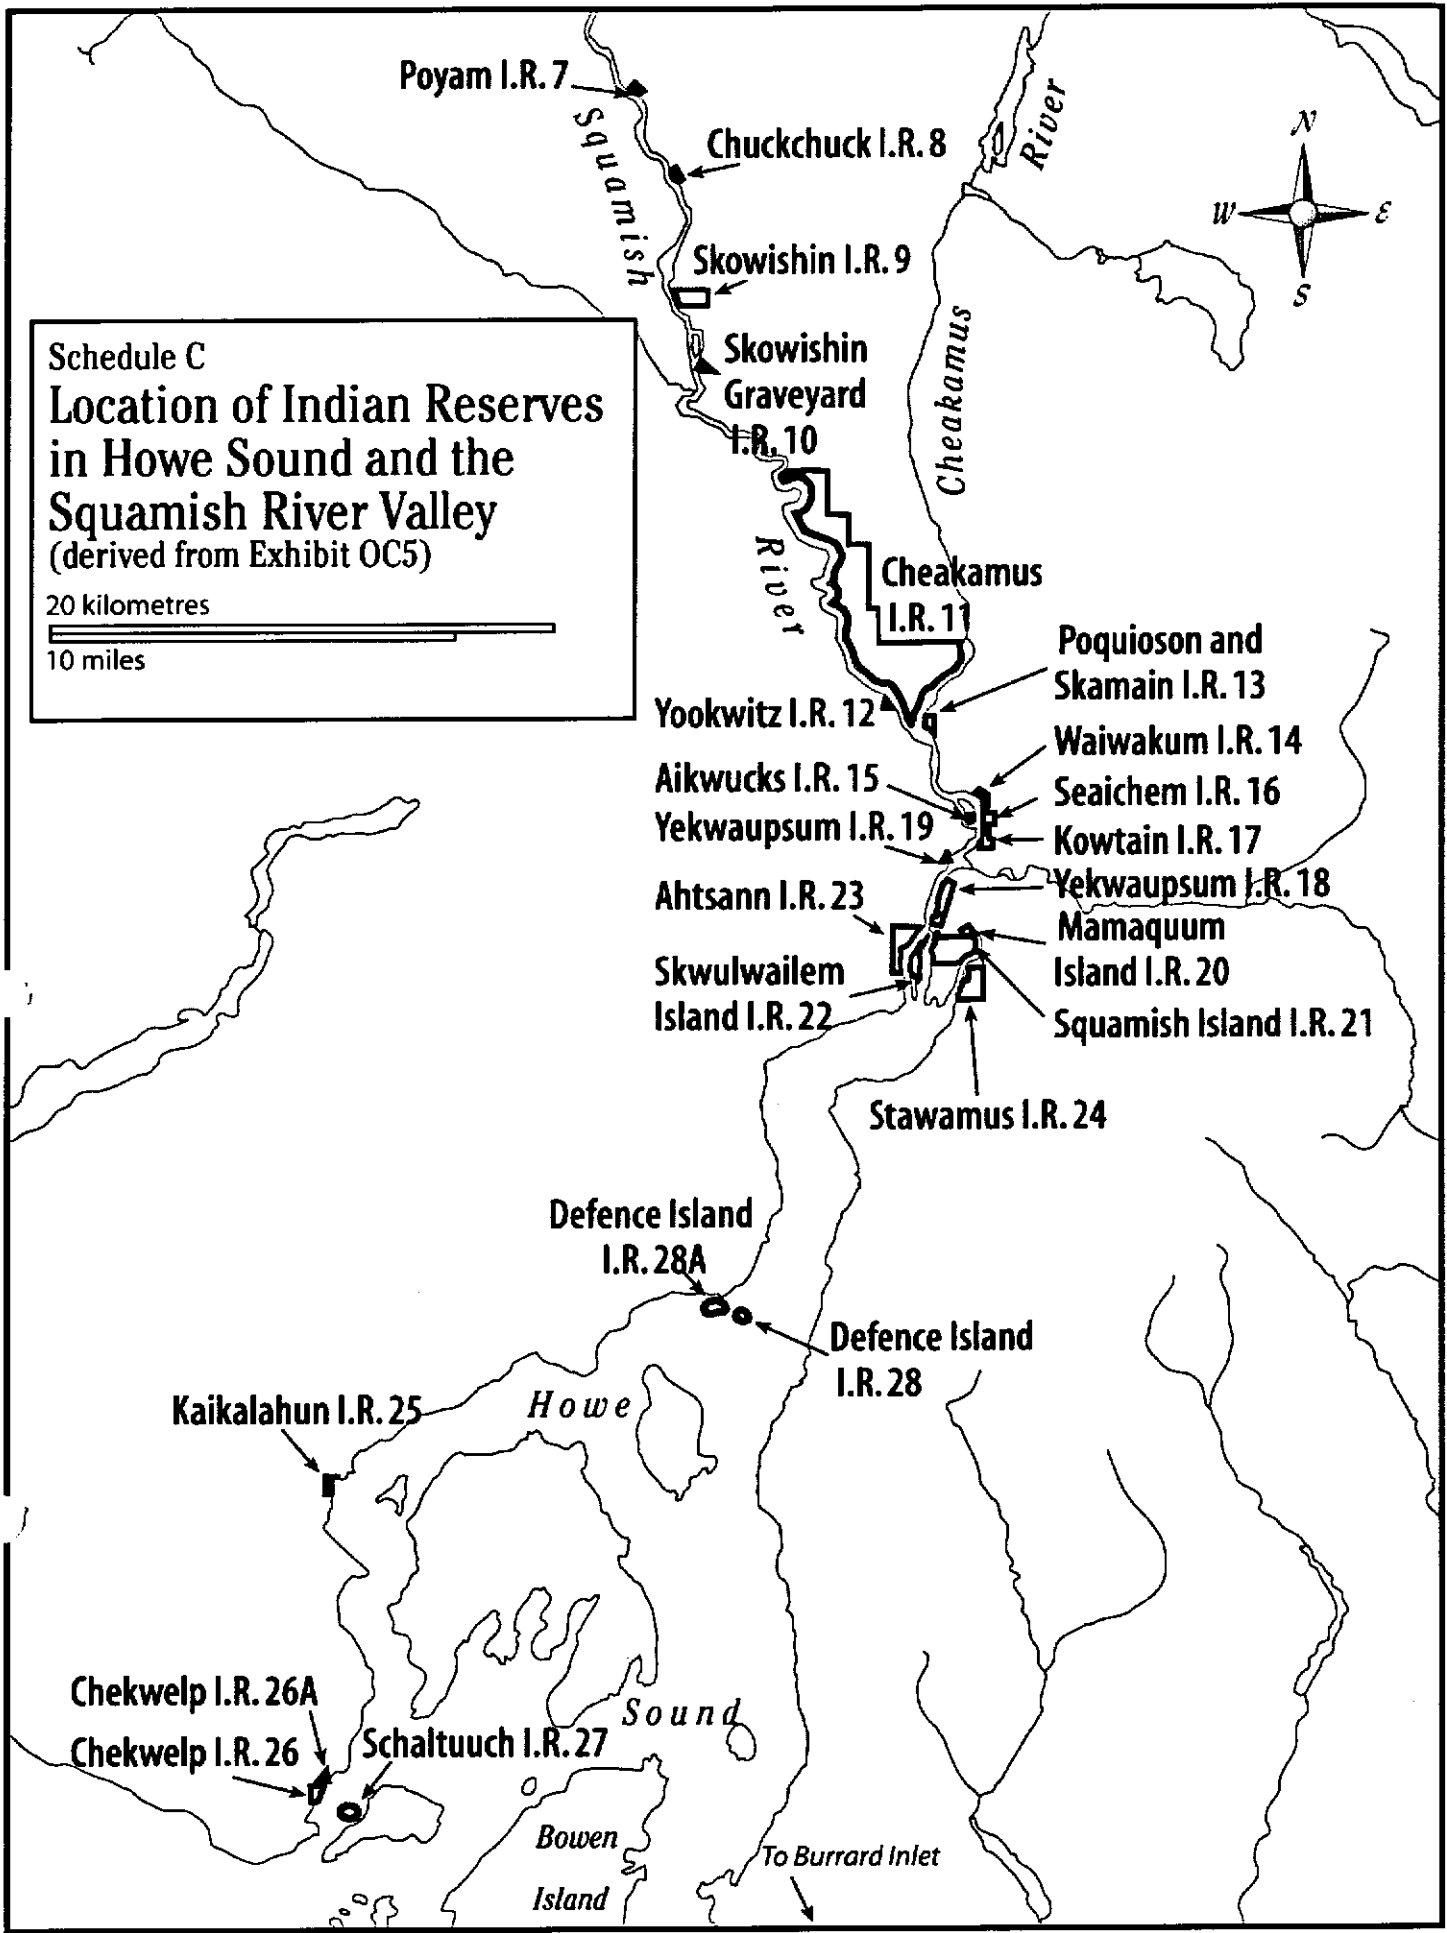 Poyam I.R. 7
Squamish
Chuckchuck I.R. 8
River
N
W
E
S
Skowishin I.R. 9
Schedule C
Location of Indian Reserves
in Howe Sound and the
Squamish River Valley
(derived from Exhibit OC5)
20 kilometres
10 miles
Skowishin
Graveyard
I.R. 10
Cheakamus
River
Cheakamus
I.R. 11
Poquioson and
Skamain I.R. 13
Yookwitz I.R. 12
Waiwakum I.R. 14
Aikwucks I.R. 15
Seaichem I.R. 16
Yekwaupsum I.R. 19
Kowtain I.R. 17
Yekwaupsum I.R. 18
Ahtsann I.R. 23
Mamaquum
Island I.R. 20
Skwulwailem
Island I.R. 22
Squamish Island I.R. 21
Stawamus I.R. 24
Defence Island
I.R. 28A
Defence Island
I.R. 28
Kaikalahun I.R. 25
Howe
Chekwelp I.R. 26A
Sound
Chekwelp I.R. 26
Schaltuuch I.R. 27
Bowen
Island
To Burrard Inlet